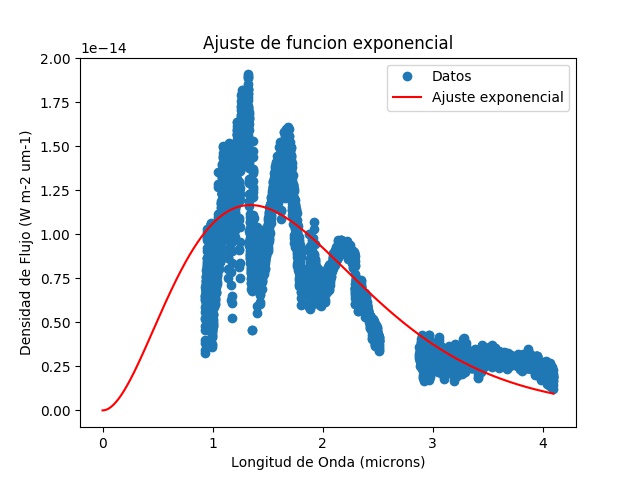 Ajuste de funcion exponencial
1e−14
2.00
1.75
1.50
1.25
1.00
0.75
0.50
0.25
0.00
Densidad de Flujo (W m-2 um-1)
Datos
Ajuste exponencial
0 1 2 3 4
Longitud de Onda (microns)